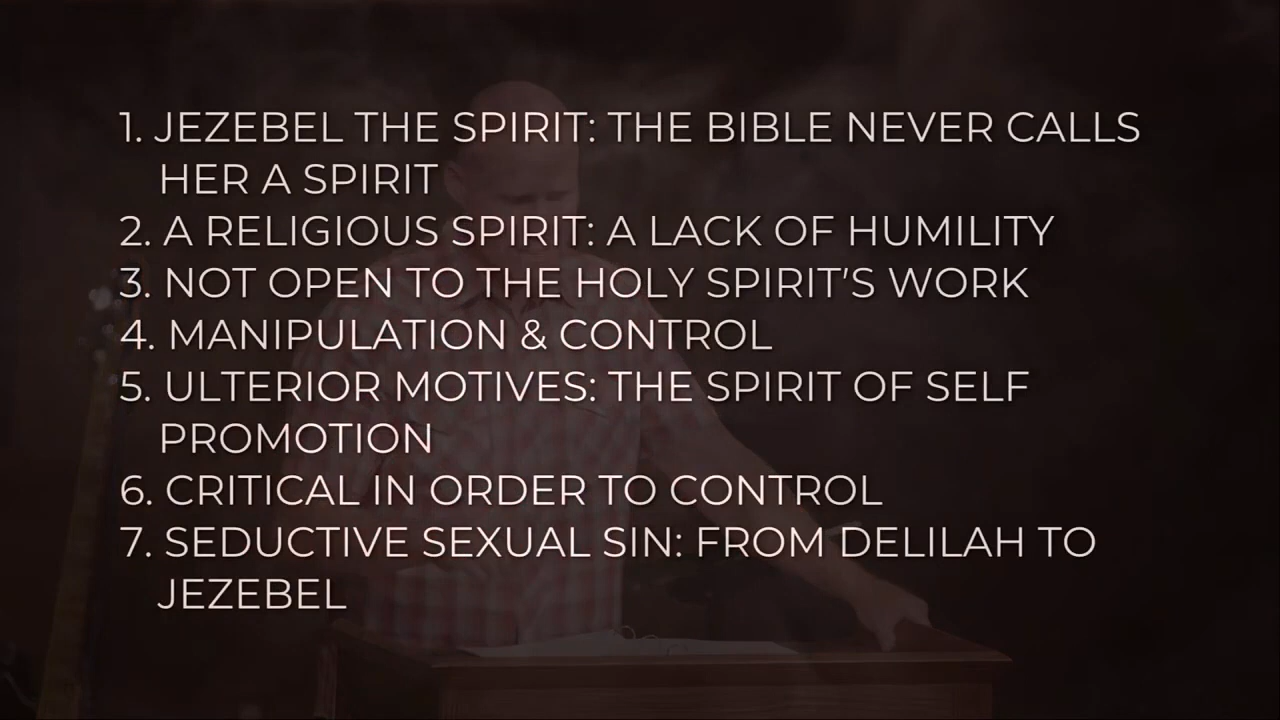 1. JEZEBEL THE SPIRIT: THE BIBLE NEVER CALLS
HER A SPIRIT
2. A RELIGIOUS SPIRIT: A LACK OF HUMILITY
3. NOT OPEN TO THE HOLY SPIRIT'S WORK
4. MANIPULATION & CONTROL
5. ULTERIOR MOTIVES: THE SPIRIT OF SELF
PROMOTION
6. CRITICAL IN ORDER TO CONTROL
7. SEDUCTIVE SEXUAL SIN: FROM DELILAH TO
JEZEBEL